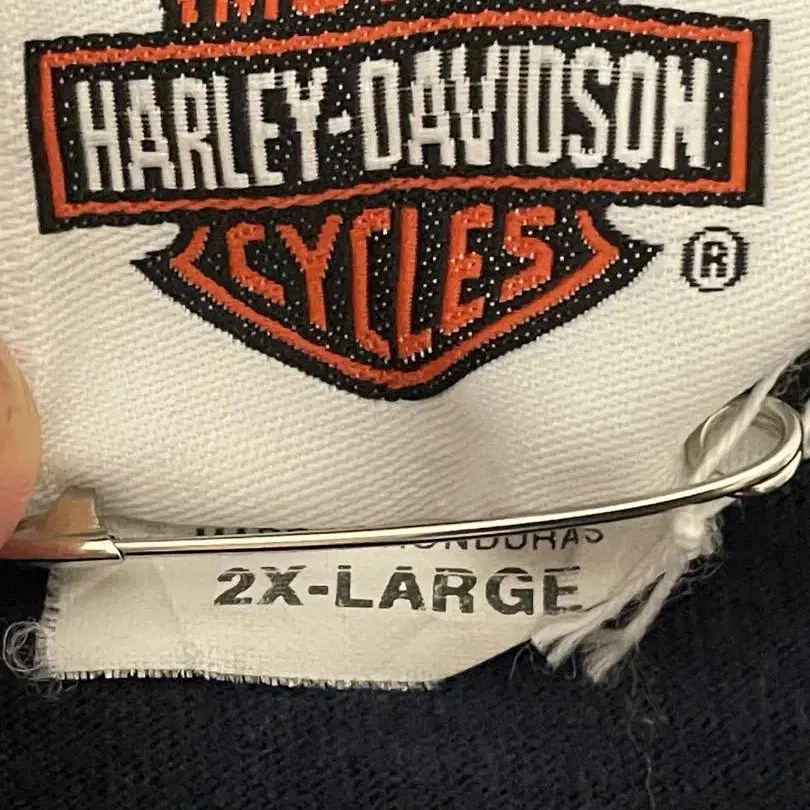 HARLEY-DAVIDSON
CYCLES
®
HONDURAS
2X-LARGE